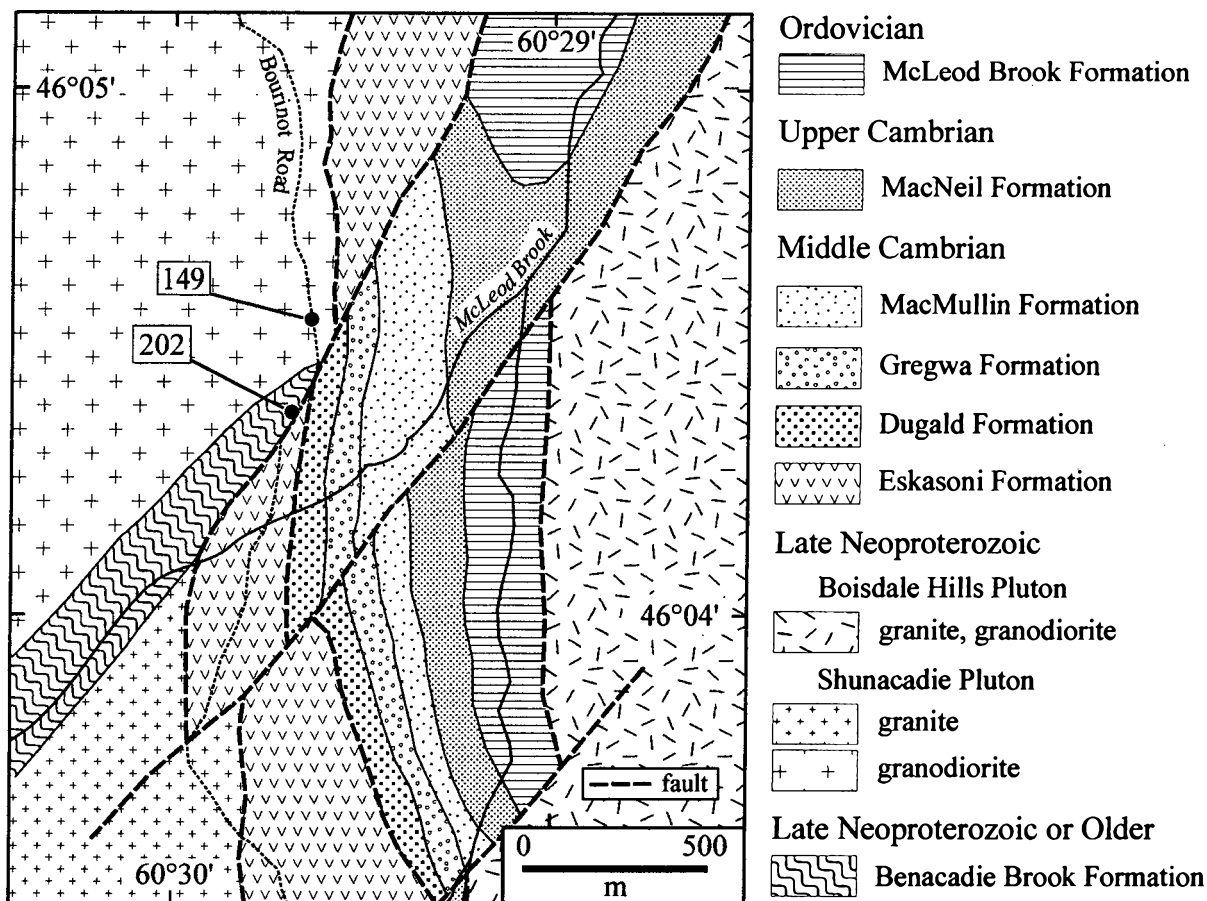 60°29'
46°05'
Bourinot Road
McLeod Brook
149
202
46°04'
60°30'
fault
0 500
m
Ordovician
McLeod Brook Formation
Upper Cambrian
MacNeil Formation
Middle Cambrian
MacMullin Formation
Gregwa Formation
Dugald Formation
Eskasoni Formation
Late Neoproterozoic
Boisdale Hills Pluton
granite, granodiorite
Shunacadie Pluton
granite
granodiorite
Late Neoproterozoic or Older
Benacadie Brook Formation